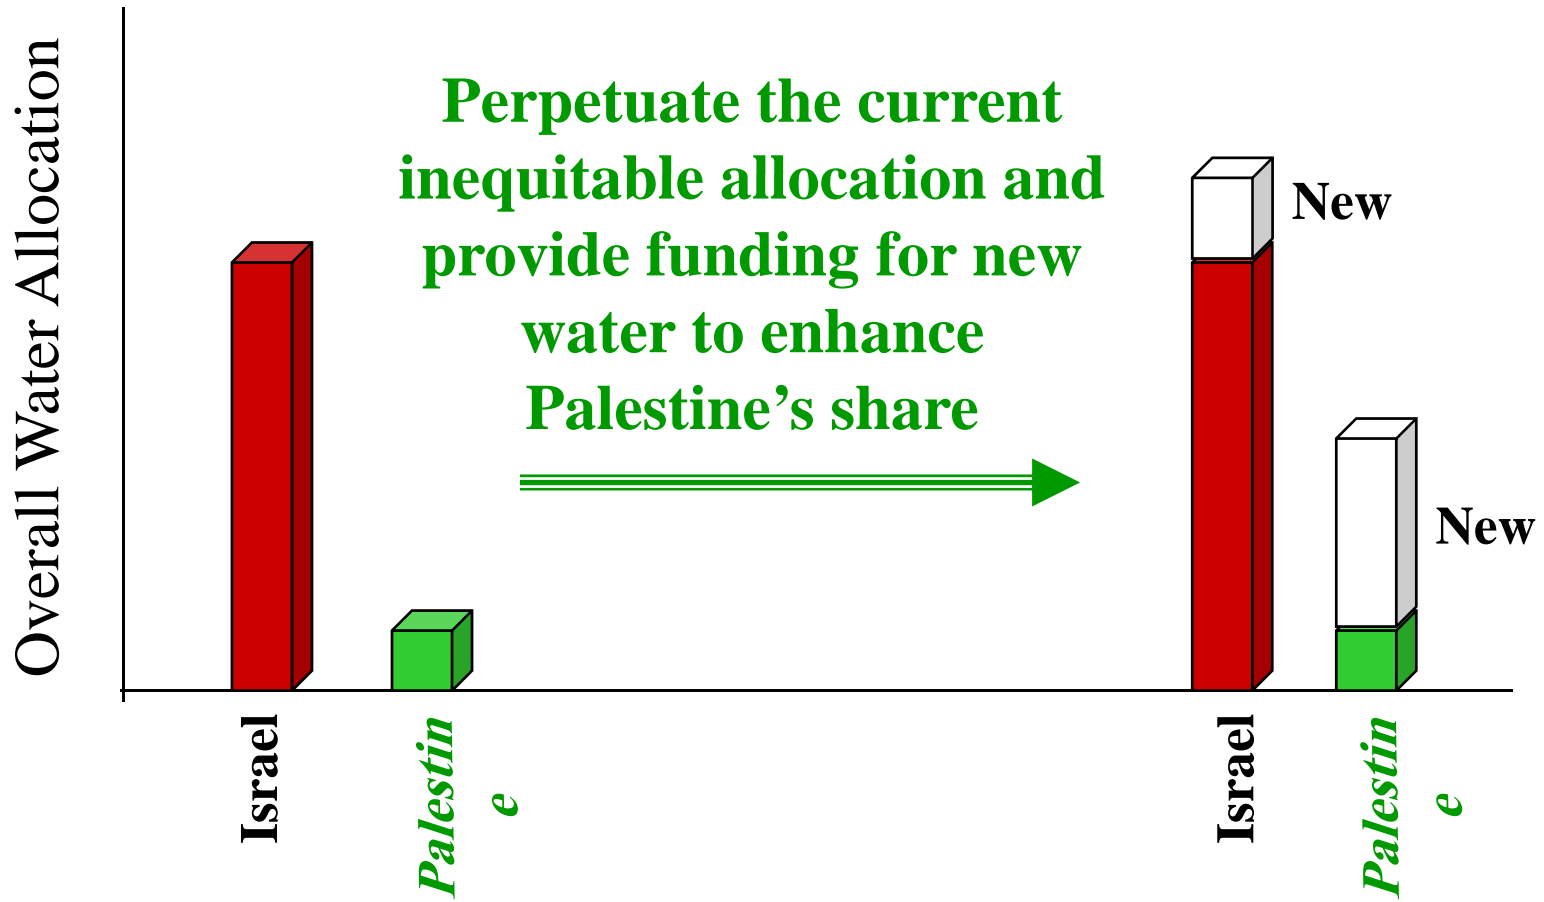 Overall Water Allocation
Perpetuate the current
inequitable allocation and
provide funding for new
water to enhance
Palestine’s share
New
New
Israel
Palestin
e
Israel
Palestin
e